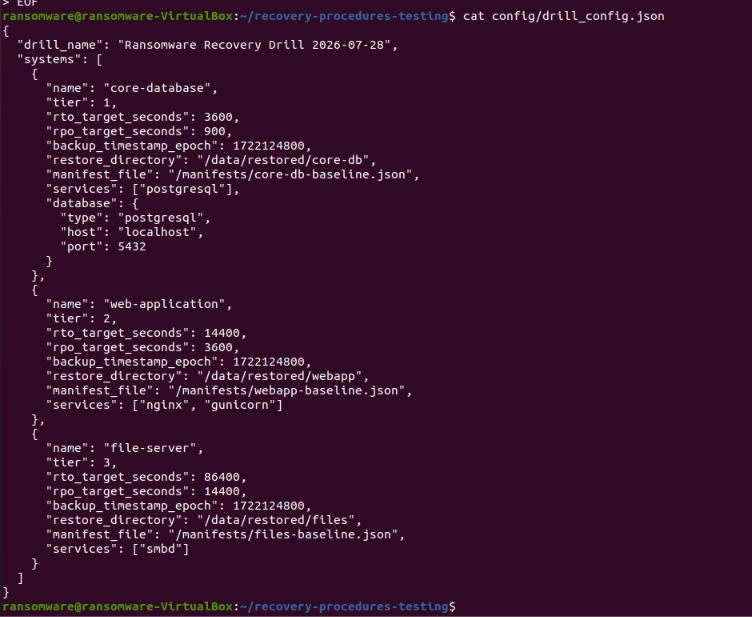 > EOF
ransomware@ransomware-VirtualBox:~/recovery-procedures-testing$ cat config/drill_config.json
{
  "drill_name": "Ransomware Recovery Drill 2026-07-28",
  "systems": [
    {
      "name": "core-database",
      "tier": 1,
      "rto_target_seconds": 3600,
      "rpo_target_seconds": 900,
      "backup_timestamp_epoch": 1722124800,
      "restore_directory": "/data/restored/core-db",
      "manifest_file": "/manifests/core-db-baseline.json",
      "services": ["postgresql"],
      "database": {
        "type": "postgresql",
        "host": "localhost",
        "port": 5432
      }
    },
    {
      "name": "web-application",
      "tier": 2,
      "rto_target_seconds": 14400,
      "rpo_target_seconds": 3600,
      "backup_timestamp_epoch": 1722124800,
      "restore_directory": "/data/restored/webapp",
      "manifest_file": "/manifests/webapp-baseline.json",
      "services": ["nginx", "gunicorn"]
    },
    {
      "name": "file-server",
      "tier": 3,
      "rto_target_seconds": 86400,
      "rpo_target_seconds": 14400,
      "backup_timestamp_epoch": 1722124800,
      "restore_directory": "/data/restored/files",
      "manifest_file": "/manifests/files-baseline.json",
      "services": ["smbd"]
    }
  ]
}
ransomware@ransomware-VirtualBox:~/recovery-procedures-testing$